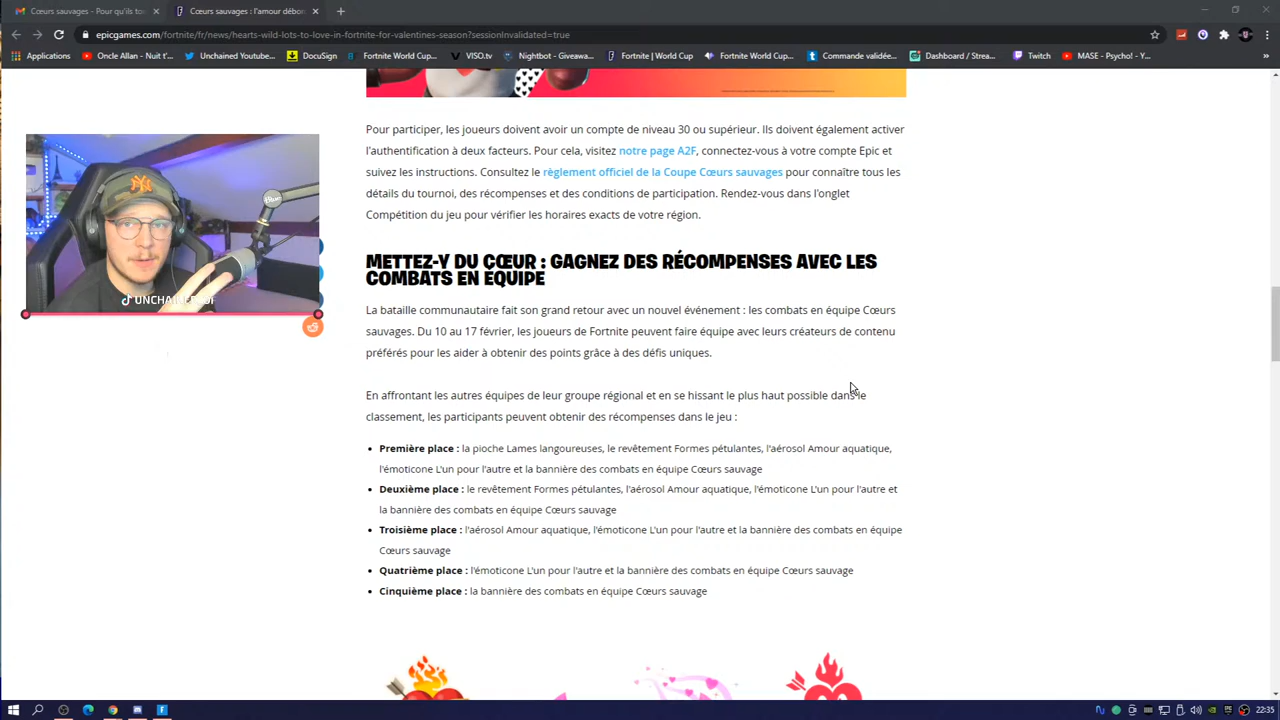 Cœurs sauvages - Pour qu'ils to
Cœurs sauvages : l'amour débor
epicgames.com/fortnite/fr/news/hearts-wild-lots-to-love-in-fortnite-for-valentines-season?sessionInvalidated=true
Applications
Oncle Allan - Nuit t'...
Unchained Youtube...
DocuSign
Fortnite World Cup...
VISO.tv
Nightbot - Giveawa...
Fortnite | World Cup
Fortnite World Cup...
Commande validée...
Dashboard / Strea...
Twitch
MASE - Psycho! - Y...
»
Pour participer, les joueurs doivent avoir un compte de niveau 30 ou supérieur. Ils doivent également activer
l'authentification à deux facteurs. Pour cela, visitez notre page A2F, connectez-vous à votre compte Epic et
suivez les instructions. Consultez le règlement officiel de la Coupe Cœurs sauvages pour connaître tous les
détails du tournoi, des récompenses et des conditions de participation. Rendez-vous dans l'onglet
Compétition du jeu pour vérifier les horaires exacts de votre région.
METTEZ-Y DU CŒUR : GAGNEZ DES RÉCOMPENSES AVEC LES
COMBATS EN ÉQUIPE
La bataille communautaire fait son grand retour avec un nouvel événement : les combats en équipe Cœurs
sauvages. Du 10 au 17 février, les joueurs de Fortnite peuvent faire équipe avec leurs créateurs de contenu
préférés pour les aider à obtenir des points grâce à des défis uniques.
En affrontant les autres équipes de leur groupe régional et en se hissant le plus haut possible dans le
classement, les participants peuvent obtenir des récompenses dans le jeu :
• Première place : la pioche Lames langoureuses, le revêtement Formes pétulantes, l'aérosol Amour aquatique,
l'émoticone L'un pour l'autre et la bannière des combats en équipe Cœurs sauvage
• Deuxième place : le revêtement Formes pétulantes, l'aérosol Amour aquatique, l'émoticone L'un pour l'autre et
la bannière des combats en équipe Cœurs sauvage
• Troisième place : l'aérosol Amour aquatique, l'émoticone L'un pour l'autre et la bannière des combats en équipe
Cœurs sauvage
• Quatrième place : l'émoticone L'un pour l'autre et la bannière des combats en équipe Cœurs sauvage
• Cinquième place : la bannière des combats en équipe Cœurs sauvage
22:35